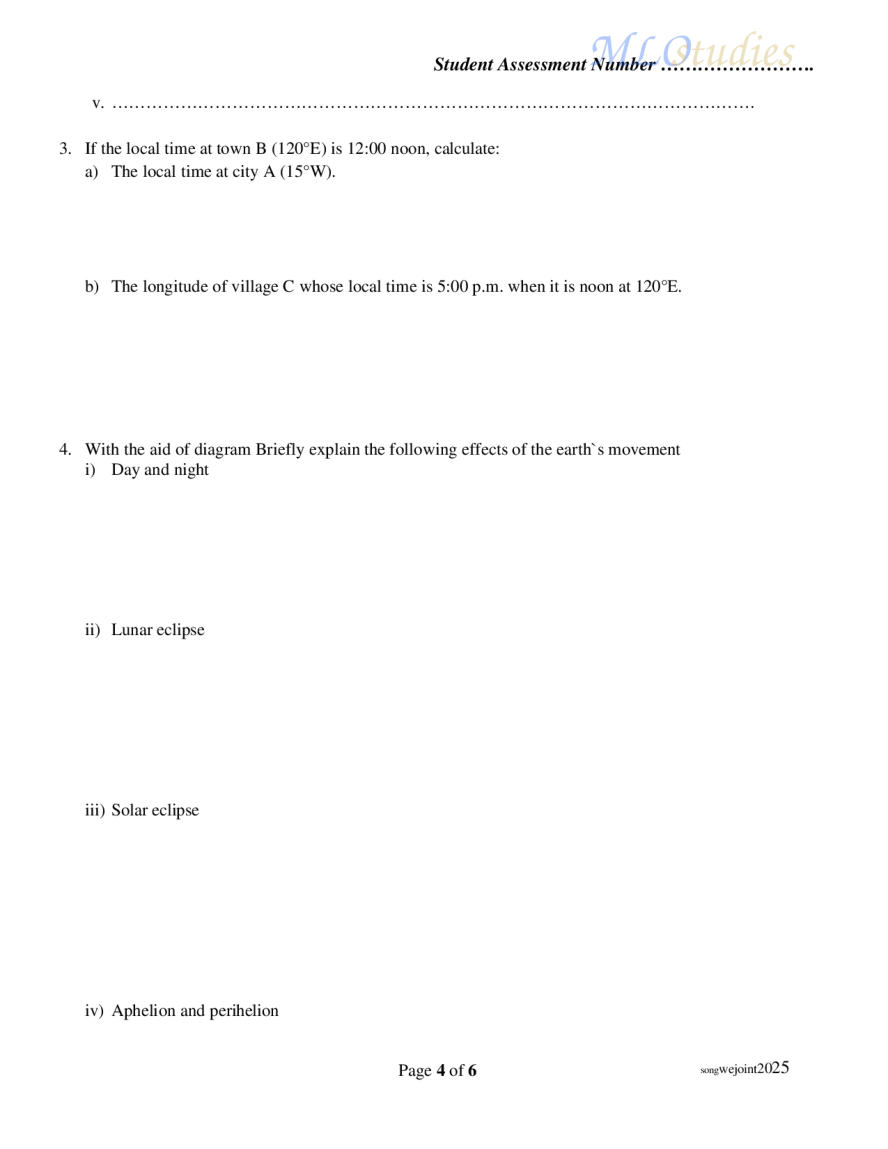 ML Studies
Student Assessment Number …………………….
v. …………………………………………………………………………………………………
3. If the local time at town B (120°E) is 12:00 noon, calculate:
a) The local time at city A (15°W).
b) The longitude of village C whose local time is 5:00 p.m. when it is noon at 120°E.
4. With the aid of diagram Briefly explain the following effects of the earth`s movement
i) Day and night
ii) Lunar eclipse
iii) Solar eclipse
iv) Aphelion and perihelion
Page 4 of 6
songwejoint2025